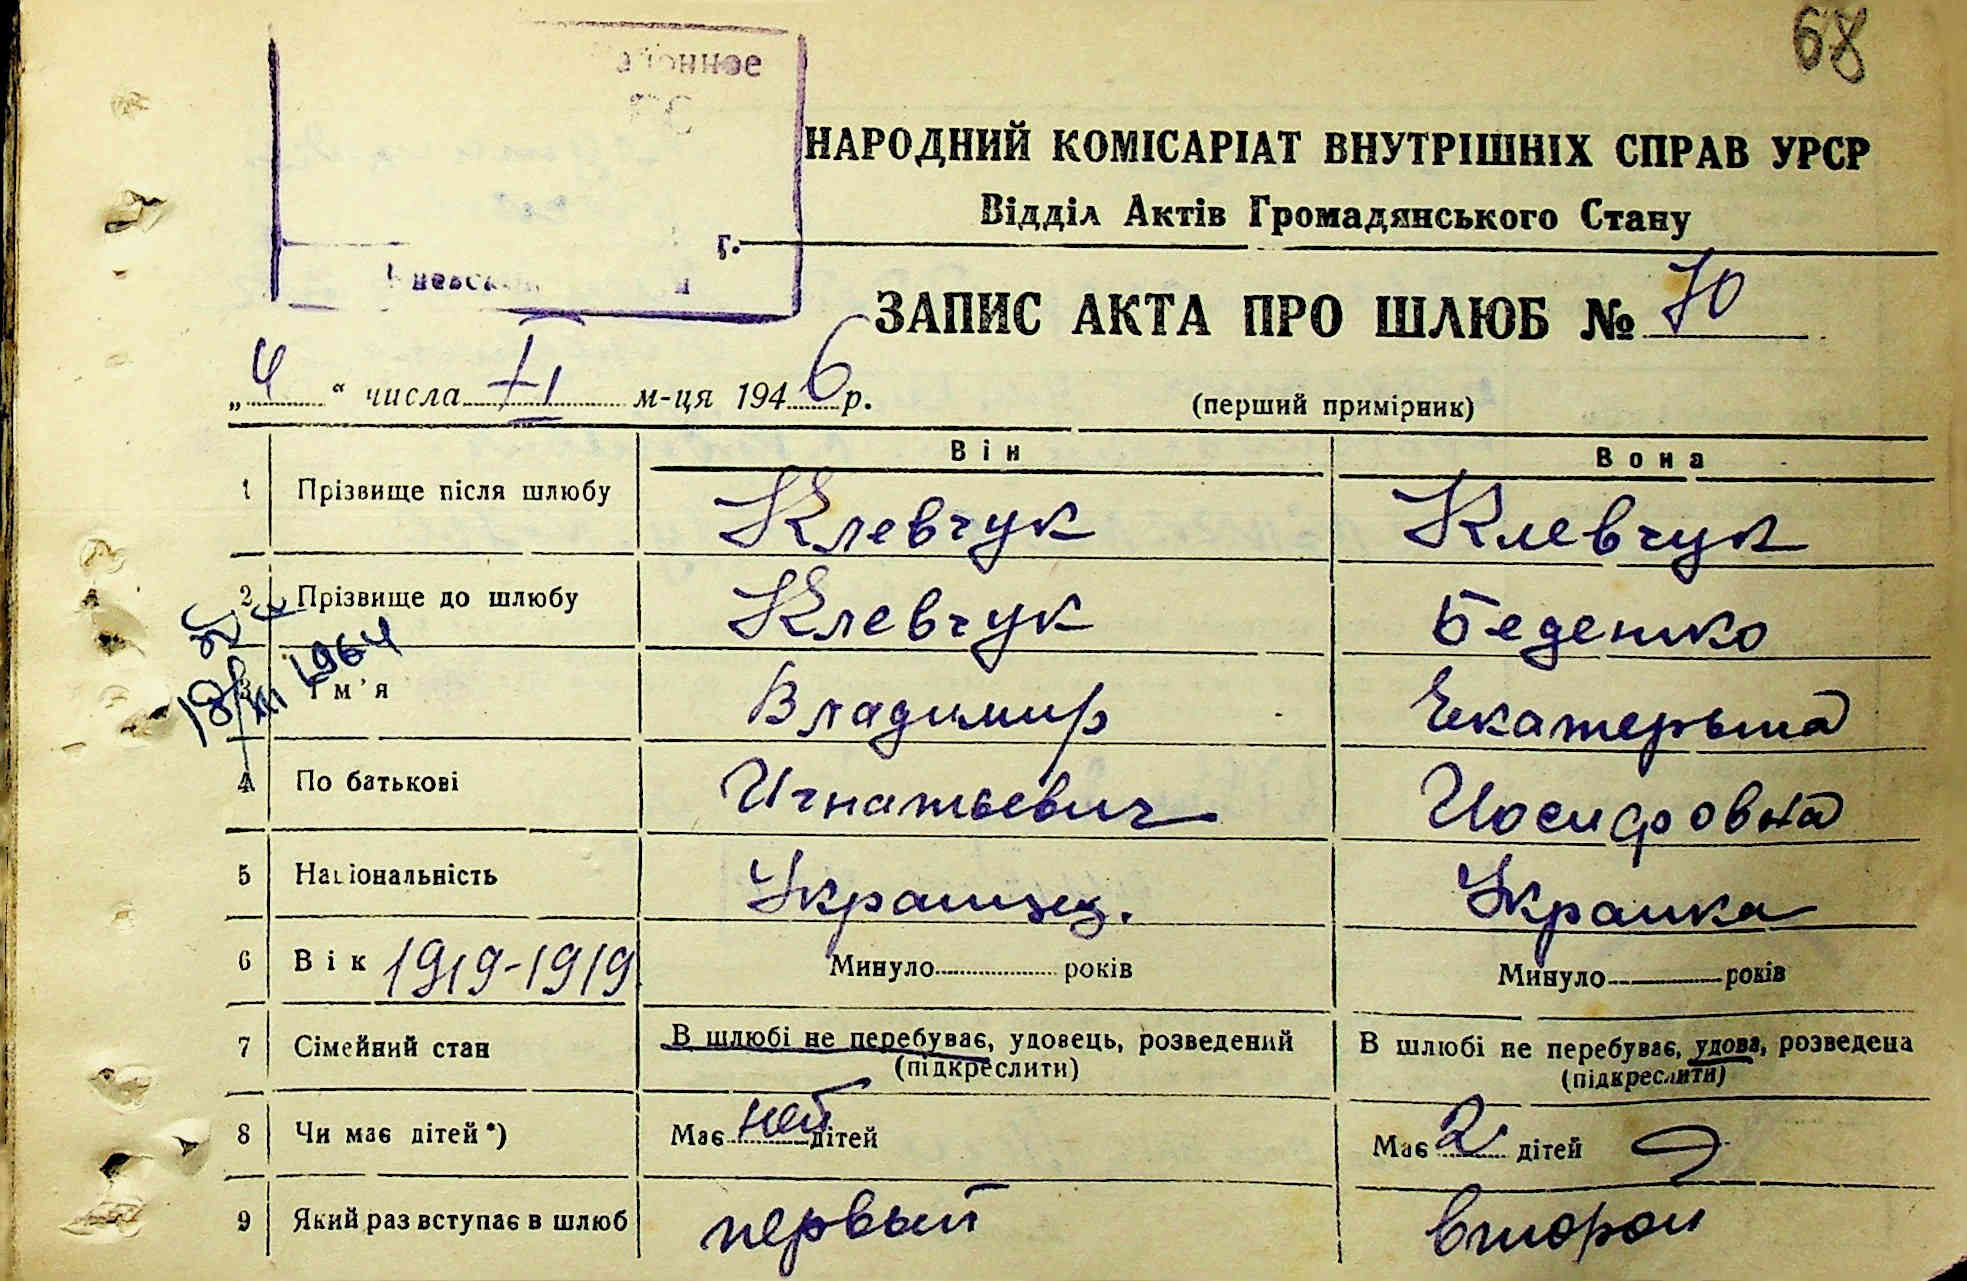 68
НАРОДНИЙ КОМІСАРІАТ ВНУТРІШНІХ СПРАВ УРСР
Відділ Актів Громадянського Стану
г.
ЗАПИС АКТА ПРО ШЛЮБ № 70
„ 4 “ числа VI м-ця 1946 р.
(перший примірник)
Він Вона
1 Прізвище після шлюбу Клевчук Клевчук
2 Прізвище до шлюбу Клевчук Беденко
18/XII 1964
3 Ім'я Владимир Екатерына
4 По батькові Игнатьевич Иосифовна
5 Національність Украинец. Украинка
6 Вік 1919-1919 Минуло років Минуло років
7 Сімейний стан В шлюбі не перебуває, удовець, розведений В шлюбі не перебуває, удова, розведена
(підкреслити) (підкреслити)
8 Чи має дітей*) Має нет дітей Має 2 дітей
9 Який раз вступає в шлюб первый второй